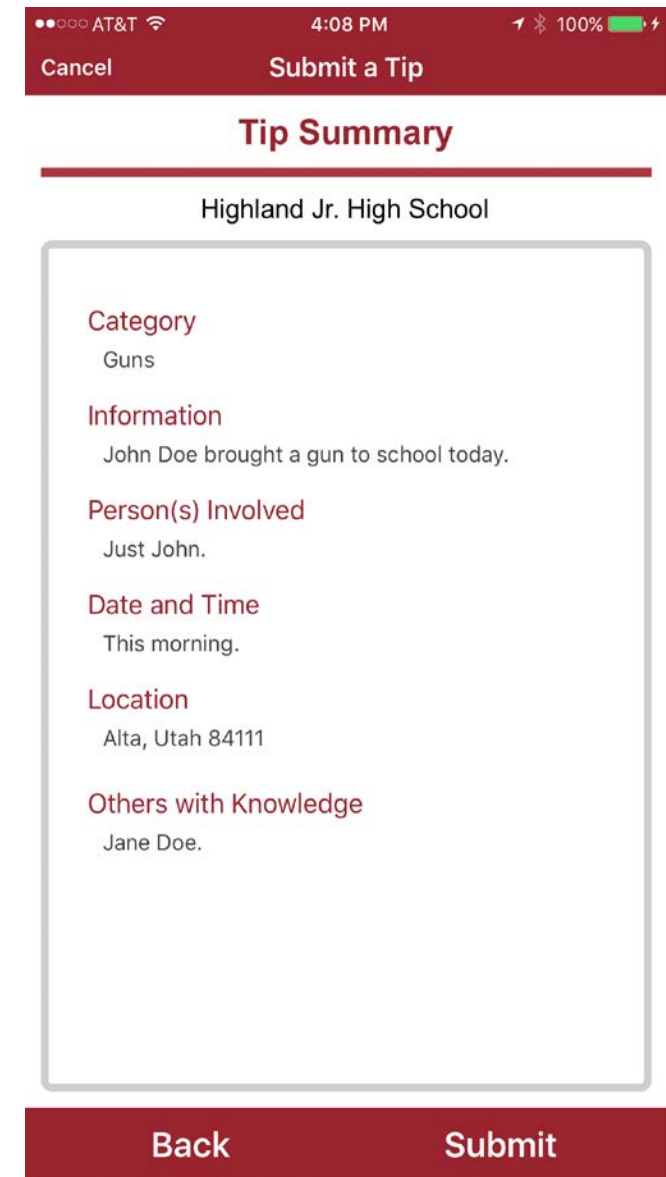 AT&T 4:08 PM 100%
Cancel Submit a Tip
Tip Summary
Highland Jr. High School
Category
Guns
Information
John Doe brought a gun to school today.
Person(s) Involved
Just John.
Date and Time
This morning.
Location
Alta, Utah 84111
Others with Knowledge
Jane Doe.
Back Submit